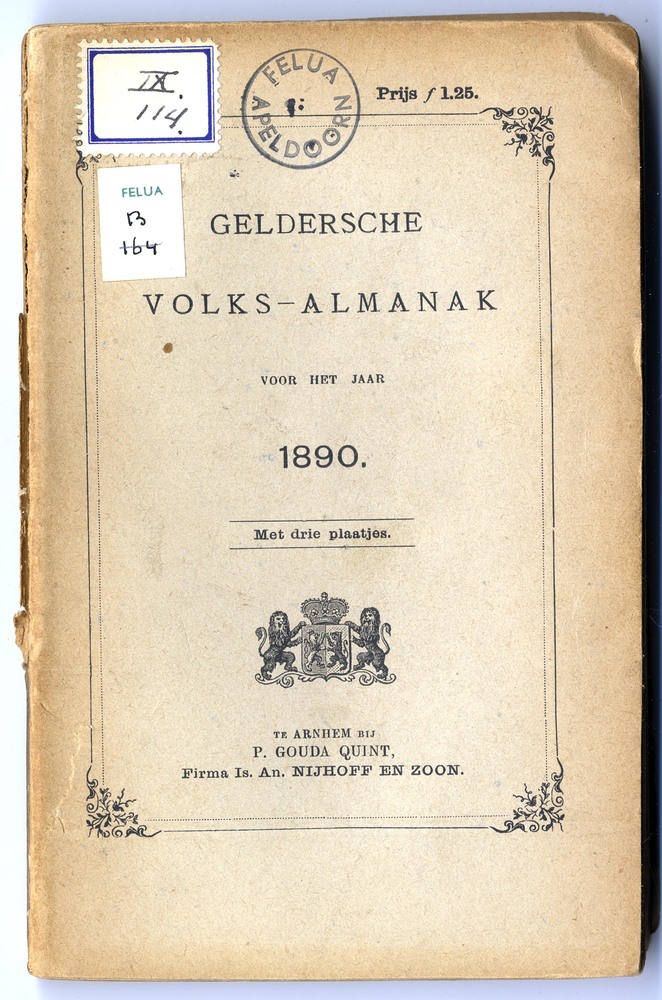 IX.
114.
FELUA
APELDOORN
Prijs ƒ 1.25.
FELUA
B
164
GELDERSCHE
VOLKS-ALMANAK
VOOR HET JAAR
1890.
Met drie plaatjes.
TE ARNHEM BIJ
P. GOUDA QUINT,
Firma Is. An. NIJHOFF EN ZOON.